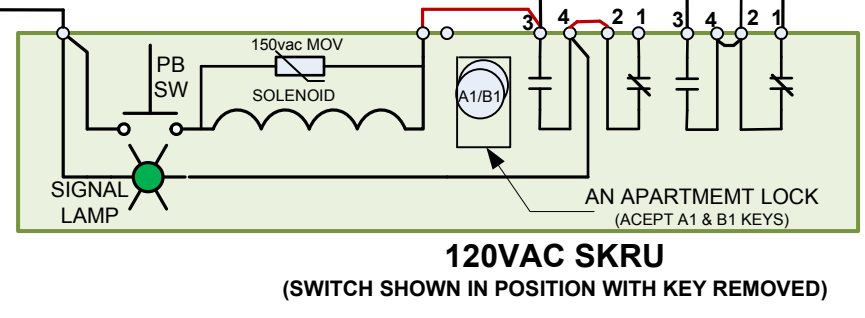 3 4 2 1 3 4 2 1
150vac MOV
PB
SW
SOLENOID
A1/B1
SIGNAL
LAMP
AN APARTMEMT LOCK
(ACEPT A1 & B1 KEYS)
120VAC SKRU
(SWITCH SHOWN IN POSITION WITH KEY REMOVED)